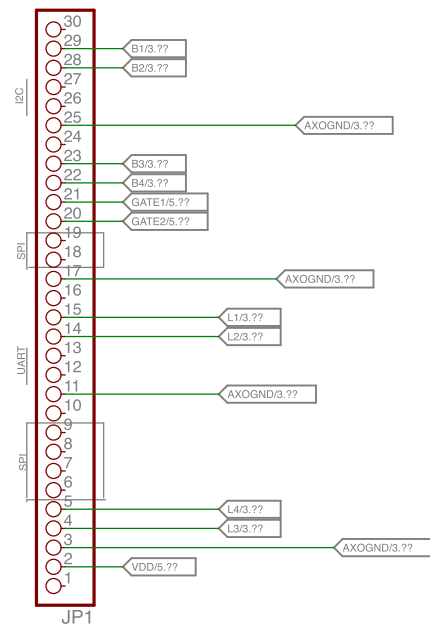 30
29 B1/3.??
28 B2/3.??
27
I2C
26
25 AXOGND/3.??
24
23 B3/3.??
22 B4/3.??
21 GATE1/5.??
20 GATE2/5.??
19
SPI
18
17 AXOGND/3.??
16
15 L1/3.??
14 L2/3.??
13
UART
12
11 AXOGND/3.??
10
9
8
SPI
7
6
5 L4/3.??
4 L3/3.??
3 AXOGND/3.??
2 VDD/5.??
1
JP1